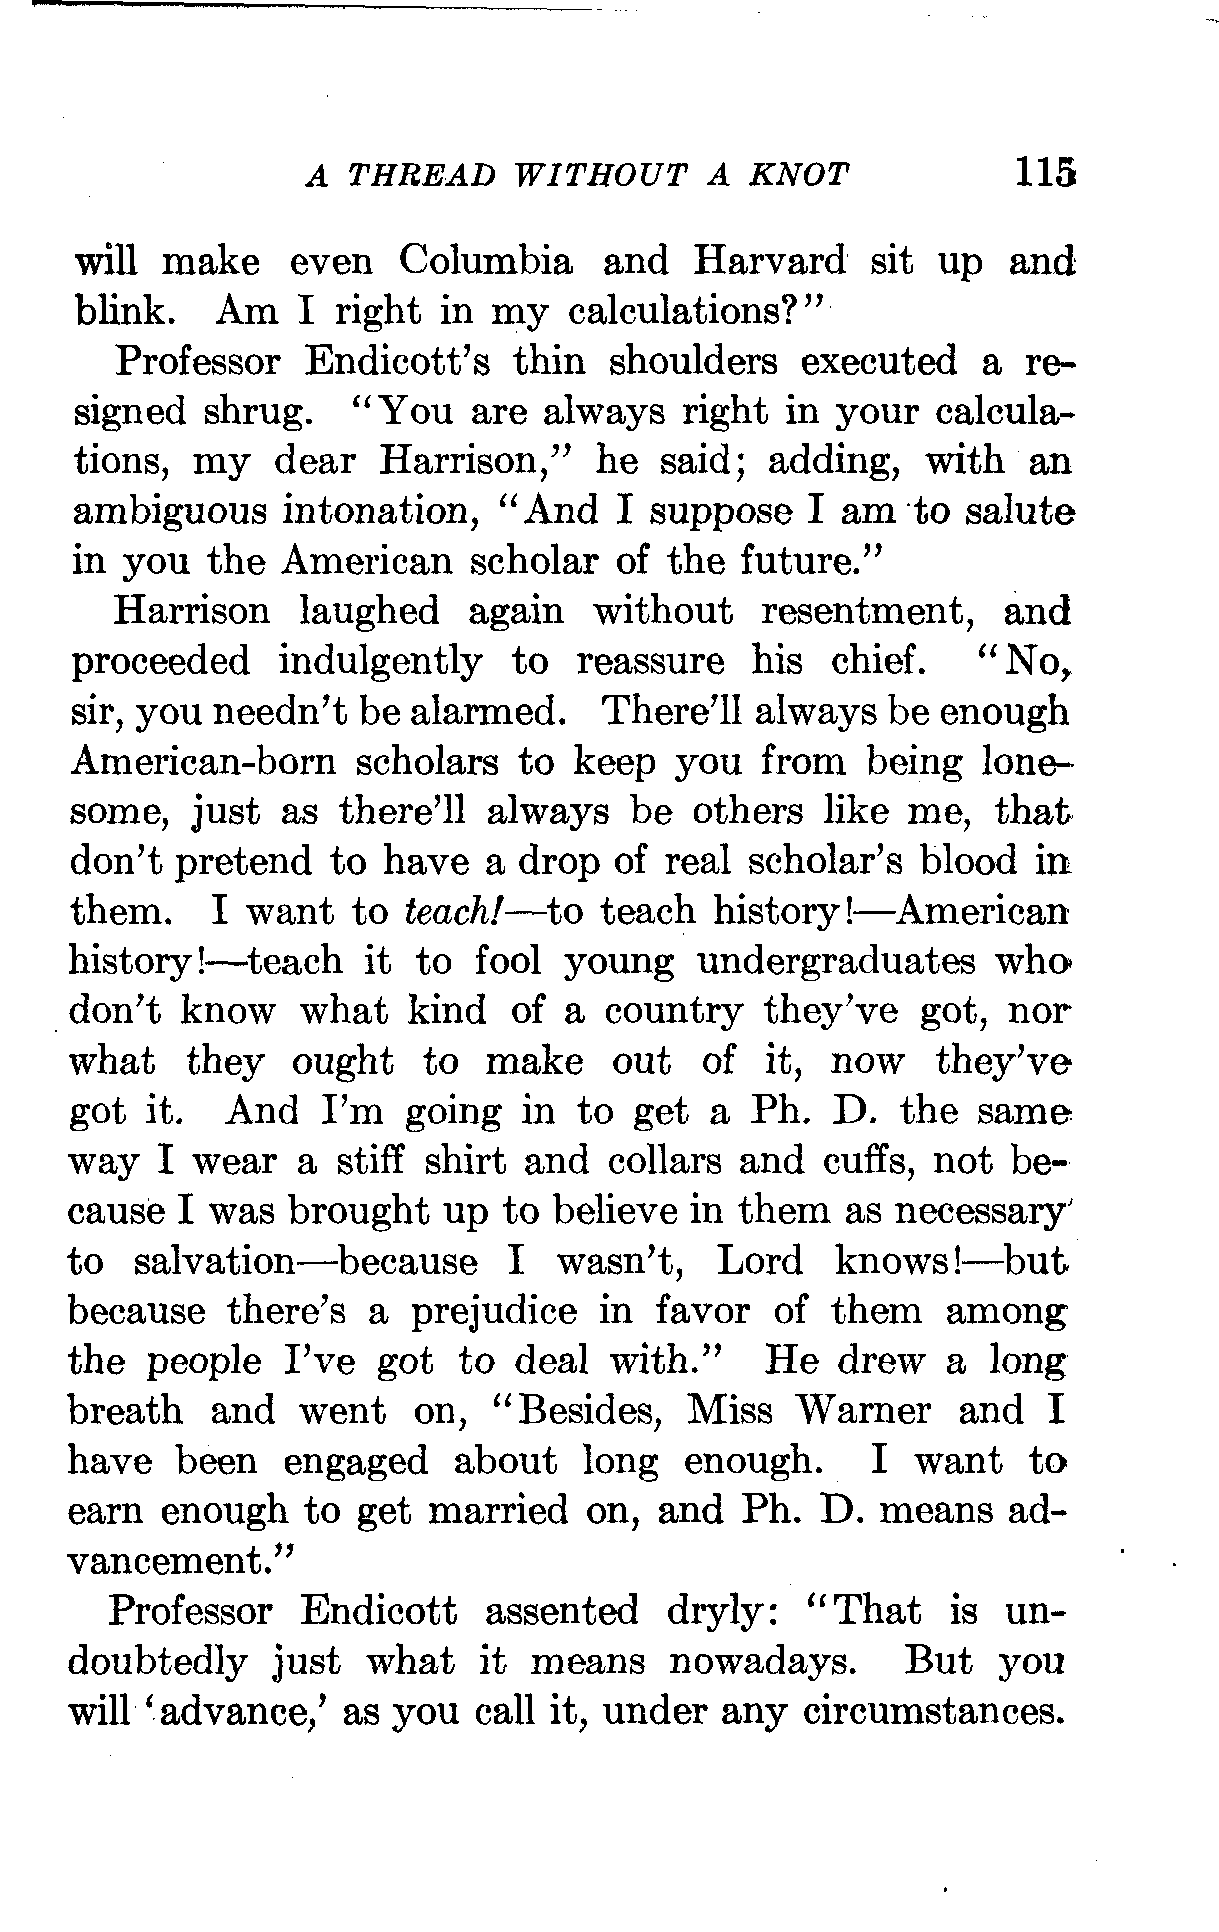 A THREAD WITHOUT A KNOT 115
will make even Columbia and Harvard sit up and
blink. Am I right in my calculations?"
Professor Endicott's thin shoulders executed a re-
signed shrug. "You are always right in your calcula-
tions, my dear Harrison," he said; adding, with an
ambiguous intonation, "And I suppose I am to salute
in you the American scholar of the future."
Harrison laughed again without resentment, and
proceeded indulgently to reassure his chief. "No,
sir, you needn't be alarmed. There'll always be enough
American-born scholars to keep you from being lone-
some, just as there'll always be others like me, that
don't pretend to have a drop of real scholar's blood in
them. I want to teach!—to teach history!—American
history!—teach it to fool young undergraduates who
don't know what kind of a country they've got, nor
what they ought to make out of it, now they've
got it. And I'm going in to get a Ph. D. the same
way I wear a stiff shirt and collars and cuffs, not be-
cause I was brought up to believe in them as necessary
to salvation—because I wasn't, Lord knows!—but
because there's a prejudice in favor of them among
the people I've got to deal with." He drew a long
breath and went on, "Besides, Miss Warner and I
have been engaged about long enough. I want to
earn enough to get married on, and Ph. D. means ad-
vancement."
Professor Endicott assented dryly: "That is un-
doubtedly just what it means nowadays. But you
will 'advance,' as you call it, under any circumstances.